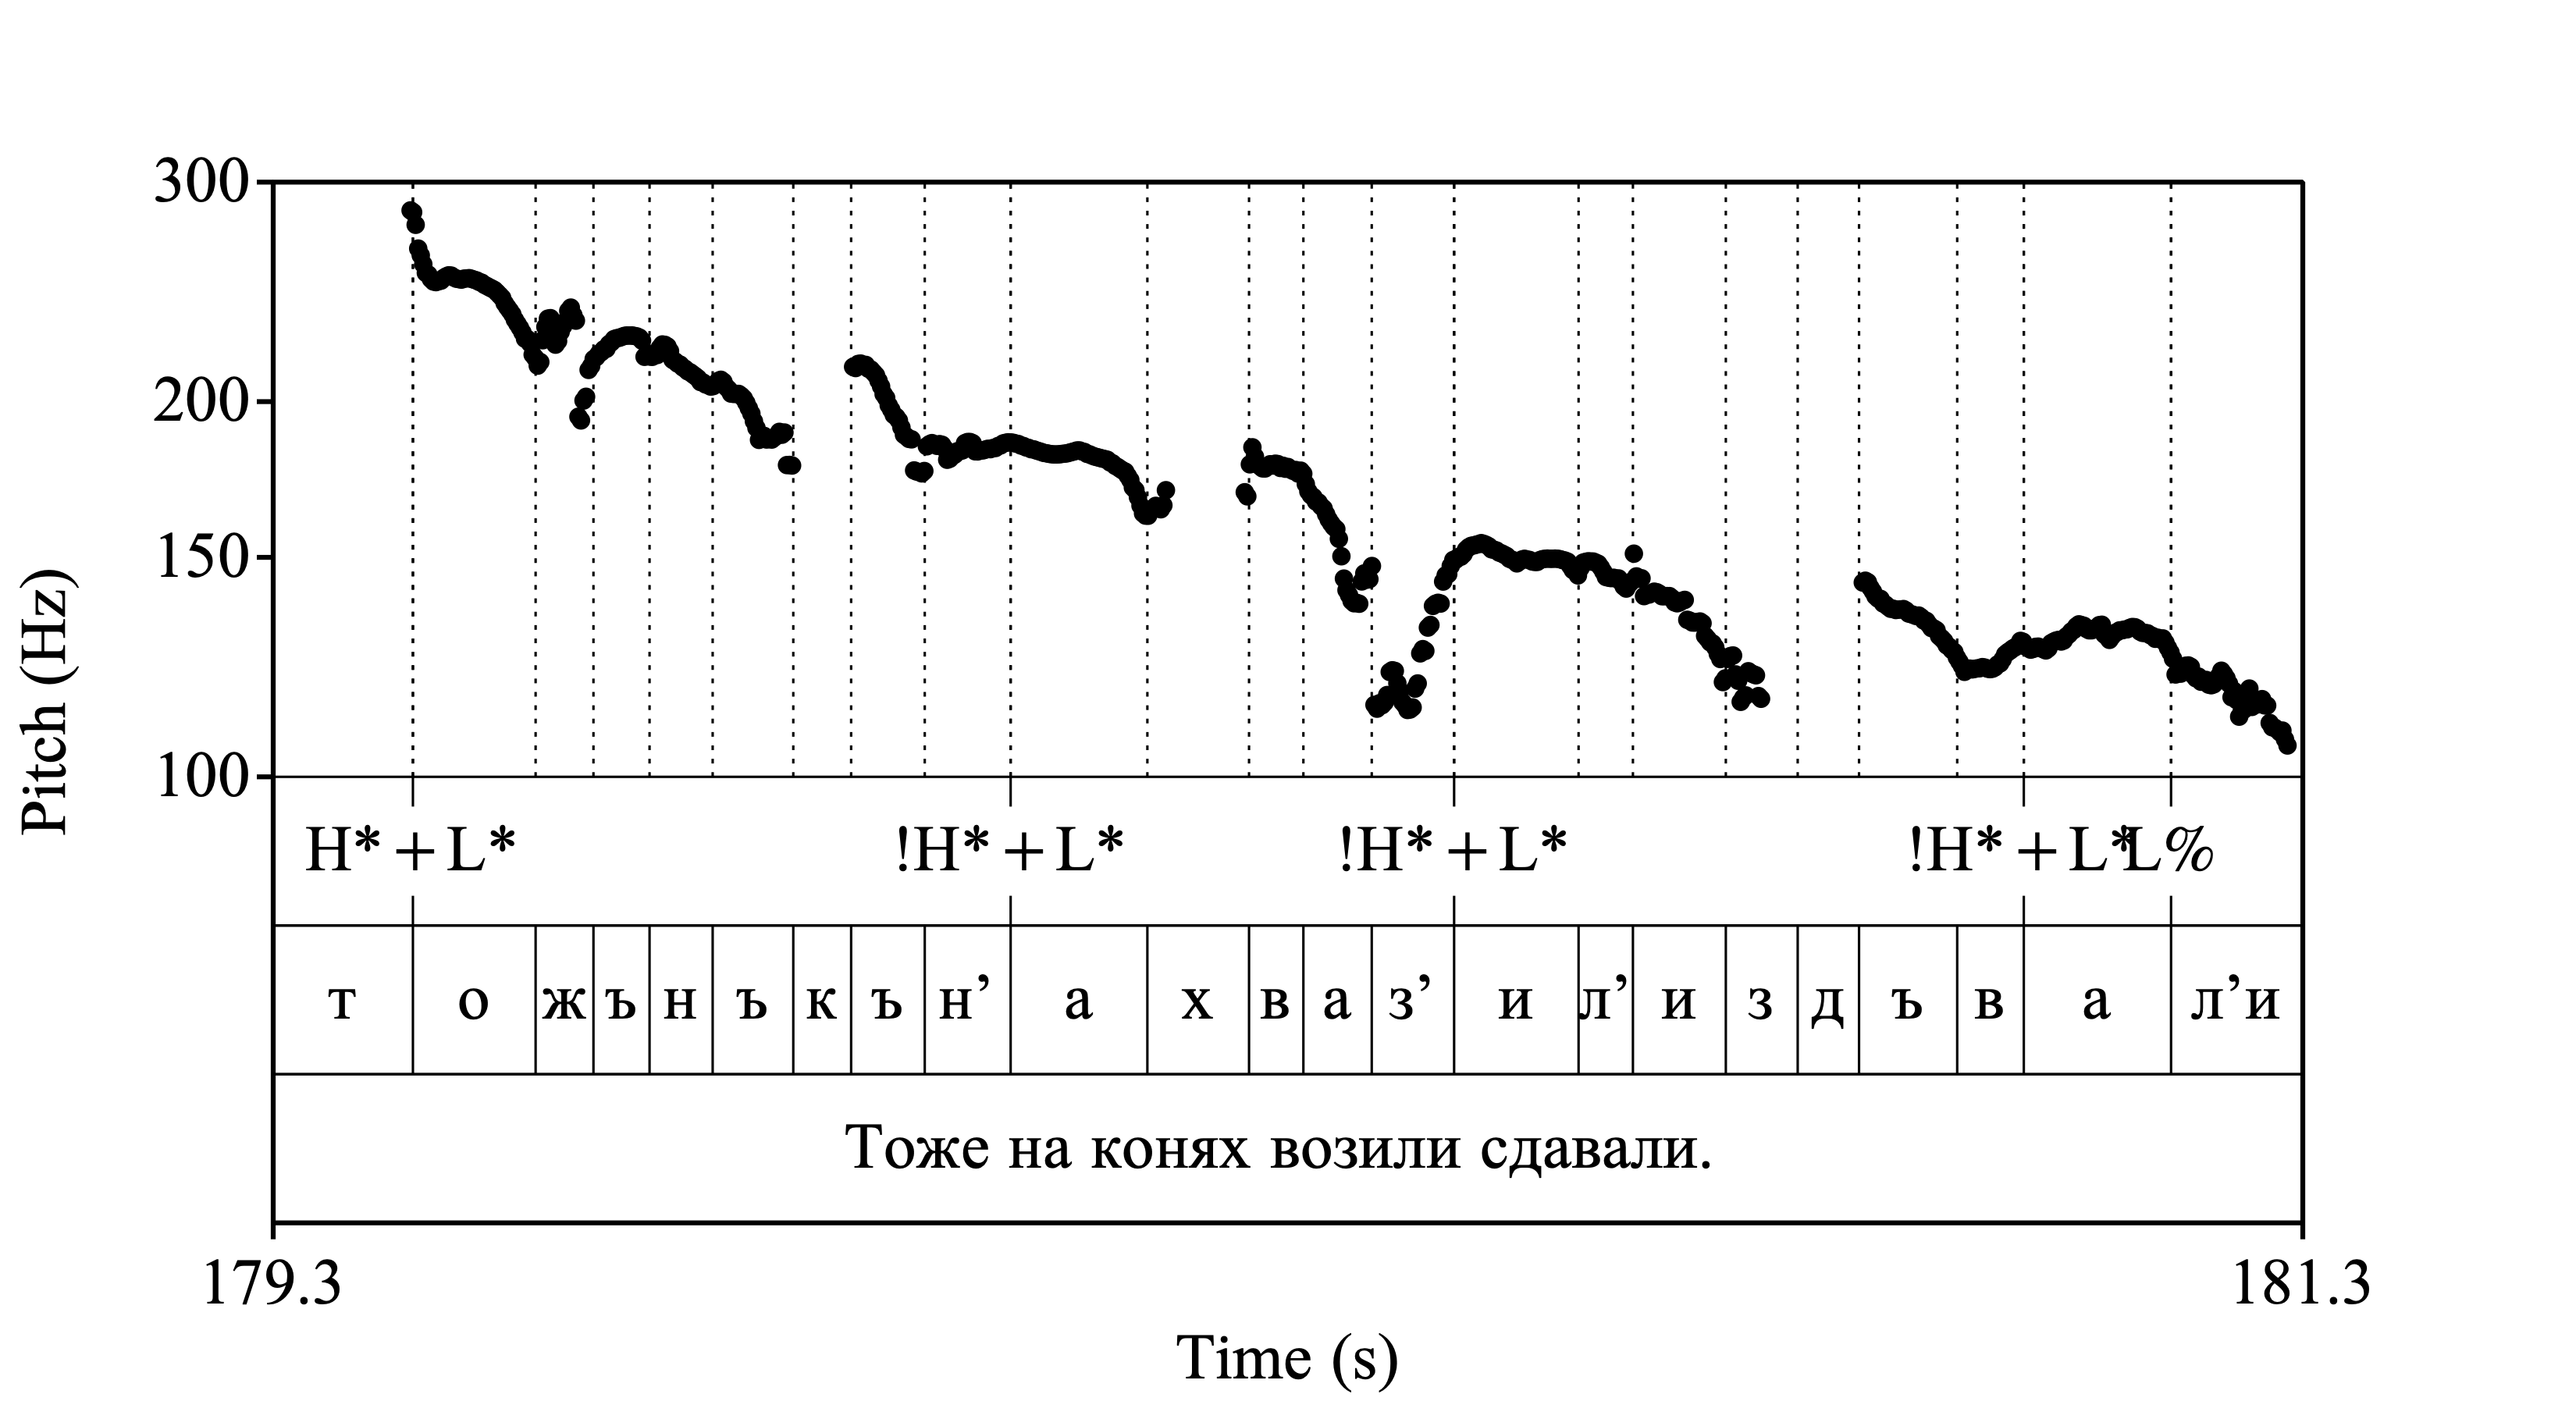 300
200
150
100
Pitch (Hz)
H* + L* !H* + L* !H* + L* !H* + L* L%
т о ж ъ н ъ к ъ н’ а х в а з’ и л’ и з д ъ в а л’и
Тоже на конях возили сдавали.
179.3 181.3
Time (s)